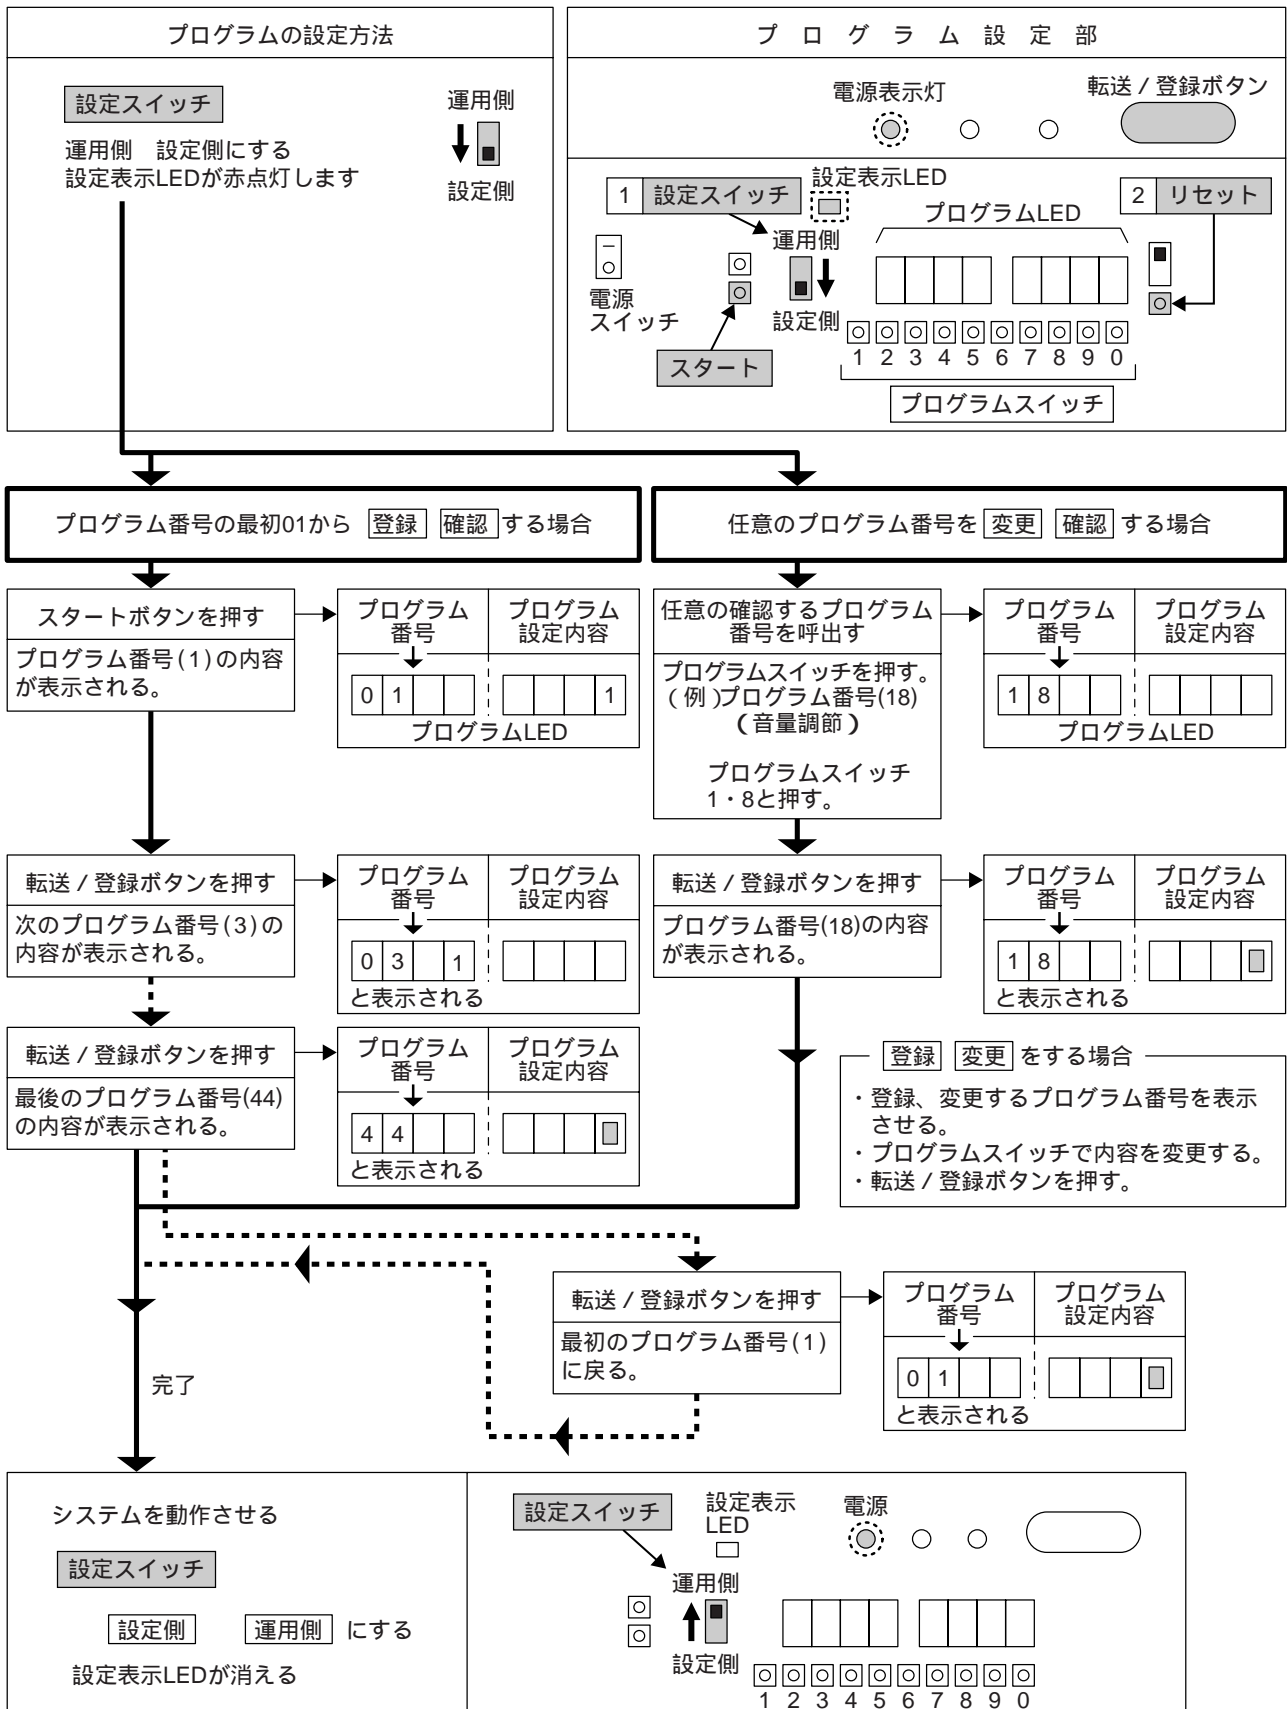 プログラムの設定方法
設定スイッチ
運用側　設定側にする
設定表示LEDが赤点灯します
運用側
設定側
プログラム設定部
電源表示灯
転送 / 登録ボタン
1 設定スイッチ
設定表示LED
プログラムLED
2 リセット
運用側
電源
スイッチ
設定側
スタート
1 2 3 4 5 6 7 8 9 0
プログラムスイッチ
プログラム番号の最初01から 登録 確認 する場合
スタートボタンを押す
プログラム番号(1)の内容
が表示される。
プログラム
番号
プログラム
設定内容
0 1 1
プログラムLED
転送 / 登録ボタンを押す
次のプログラム番号(3)の
内容が表示される。
プログラム
番号
プログラム
設定内容
0 3 1
と表示される
転送 / 登録ボタンを押す
最後のプログラム番号(44)
の内容が表示される。
プログラム
番号
プログラム
設定内容
4 4
と表示される
任意のプログラム番号を 変更 確認 する場合
任意の確認するプログラム
番号を呼出す
プログラムスイッチを押す。
(例)プログラム番号(18)
(音量調節)
プログラムスイッチ
1・8と押す。
プログラム
番号
プログラム
設定内容
1 8
プログラムLED
転送 / 登録ボタンを押す
プログラム番号(18)の内容
が表示される。
プログラム
番号
プログラム
設定内容
1 8
と表示される
登録 変更 をする場合
・登録、変更するプログラム番号を表示
させる。
・プログラムスイッチで内容を変更する。
・転送 / 登録ボタンを押す。
転送 / 登録ボタンを押す
最初のプログラム番号(1)
に戻る。
プログラム
番号
プログラム
設定内容
0 1
と表示される
完了
システムを動作させる
設定スイッチ
設定側 運用側 にする
設定表示LEDが消える
設定スイッチ
設定表示
LED
電源
運用側
設定側
1 2 3 4 5 6 7 8 9 0